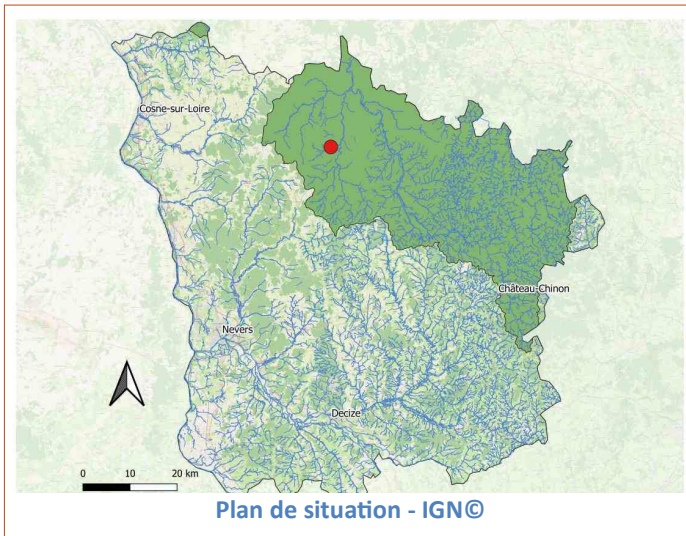 Cosne-sur-Loire
Château-Chinon
Nevers
Decize
0 10 20 km
Plan de situation - IGN©